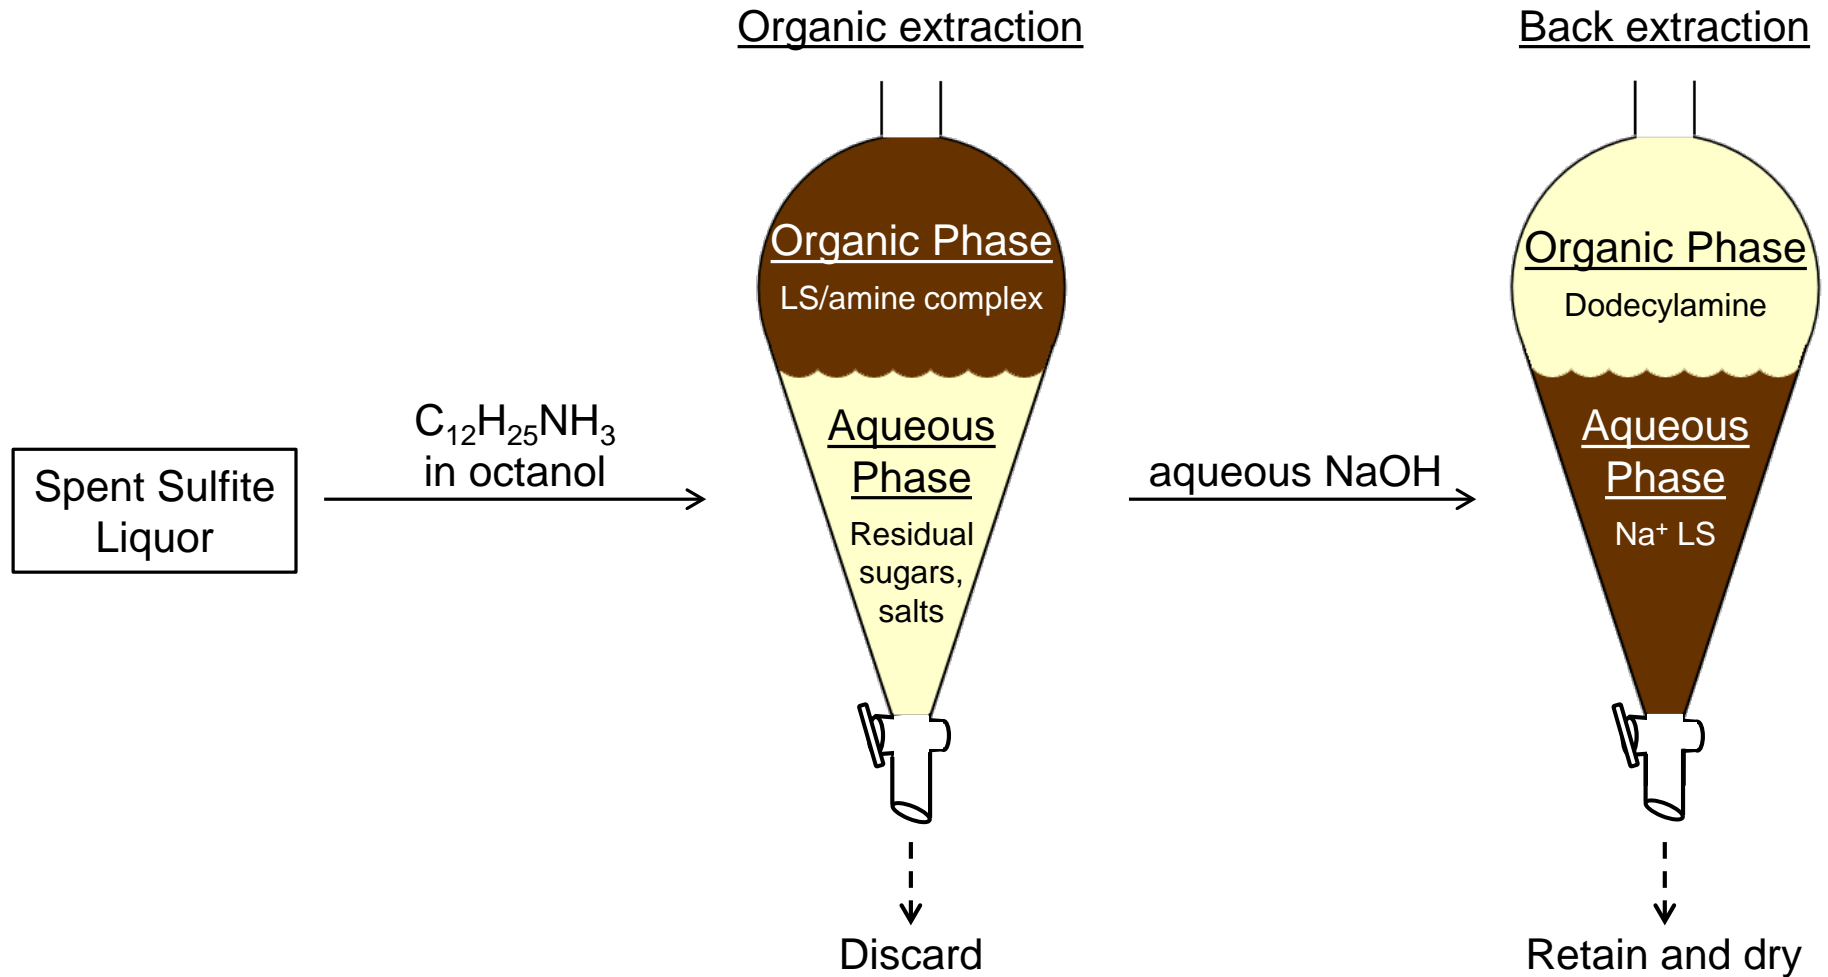 Organic extraction
Back extraction
Spent Sulfite
Liquor
C₁₂H₂₅NH₃
in octanol
Organic Phase
LS/amine complex
Aqueous
Phase
Residual
sugars,
salts
Discard
aqueous NaOH
Organic Phase
Dodecylamine
Aqueous
Phase
Na⁺ LS
Retain and dry